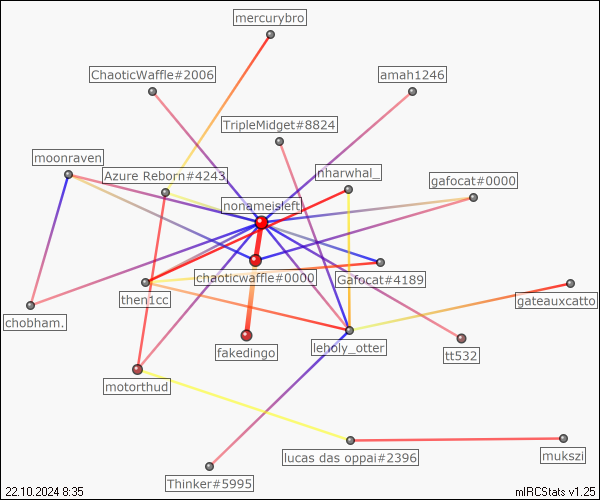 mercurybro
ChaoticWaffle#2006
amah1246
TripleMidget#8824
moonraven
Azure Reborn#4243
nharwhal_
gafocat#0000
nonameisleft
chaoticwaffle#0000
Gafocat#4189
then1cc
gateauxcatto
chobham.
fakedingo
leholy_otter
tt532
motorthud
lucas das oppai#2396
mukszi
Thinker#5995
22.10.2024 8:35
mIRCStats v1.25